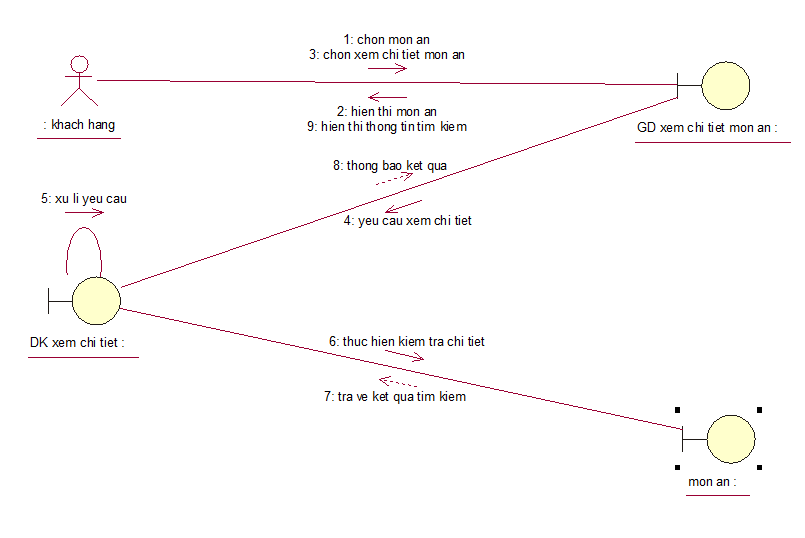 1: chon mon an
3: chon xem chi tiet mon an
2: hien thi mon an
9: hien thi thong tin tim kiem
: khach hang
GD xem chi tiet mon an :
8: thong bao ket qua
5: xu li yeu cau
4: yeu cau xem chi tiet
DK xem chi tiet :
6: thuc hien kiem tra chi tiet
7: tra ve ket qua tim kiem
mon an :